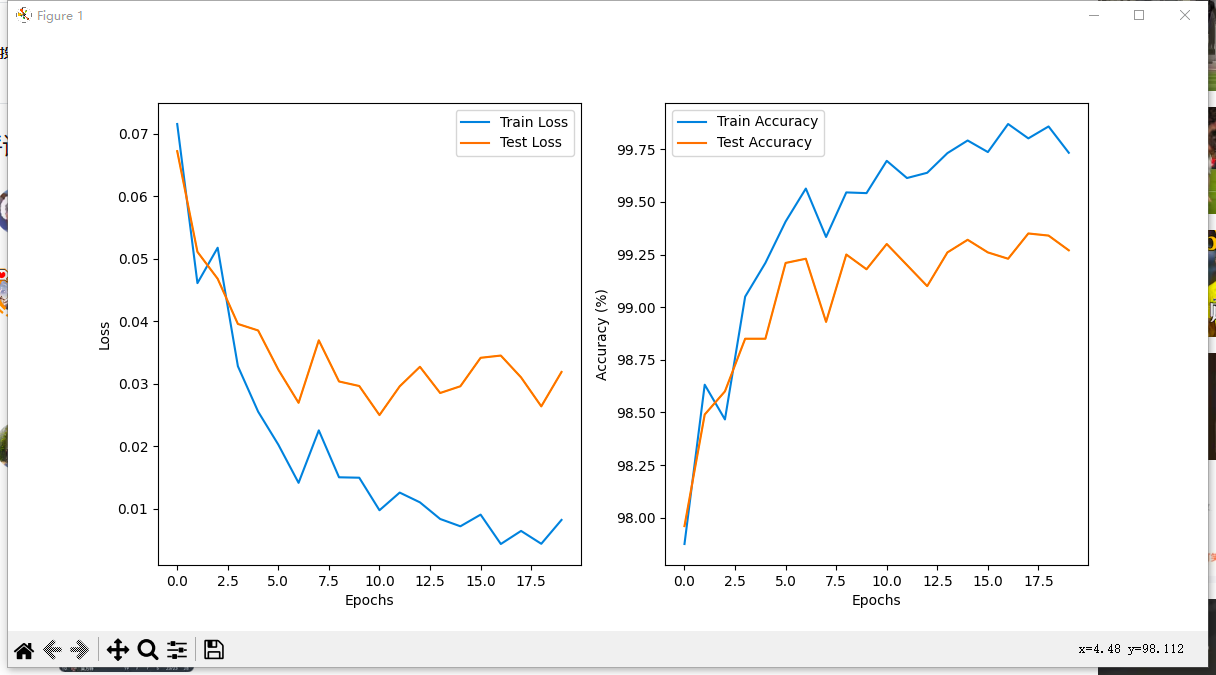 Figure 1
Train Loss
Test Loss
0.07
0.06
0.05
0.04
0.03
0.02
0.01
Loss
0.0 2.5 5.0 7.5 10.0 12.5 15.0 17.5
Epochs
Train Accuracy
Test Accuracy
99.75
99.50
99.25
99.00
98.75
98.50
98.25
98.00
Accuracy (%)
0.0 2.5 5.0 7.5 10.0 12.5 15.0 17.5
Epochs
x=4.48 y=98.112